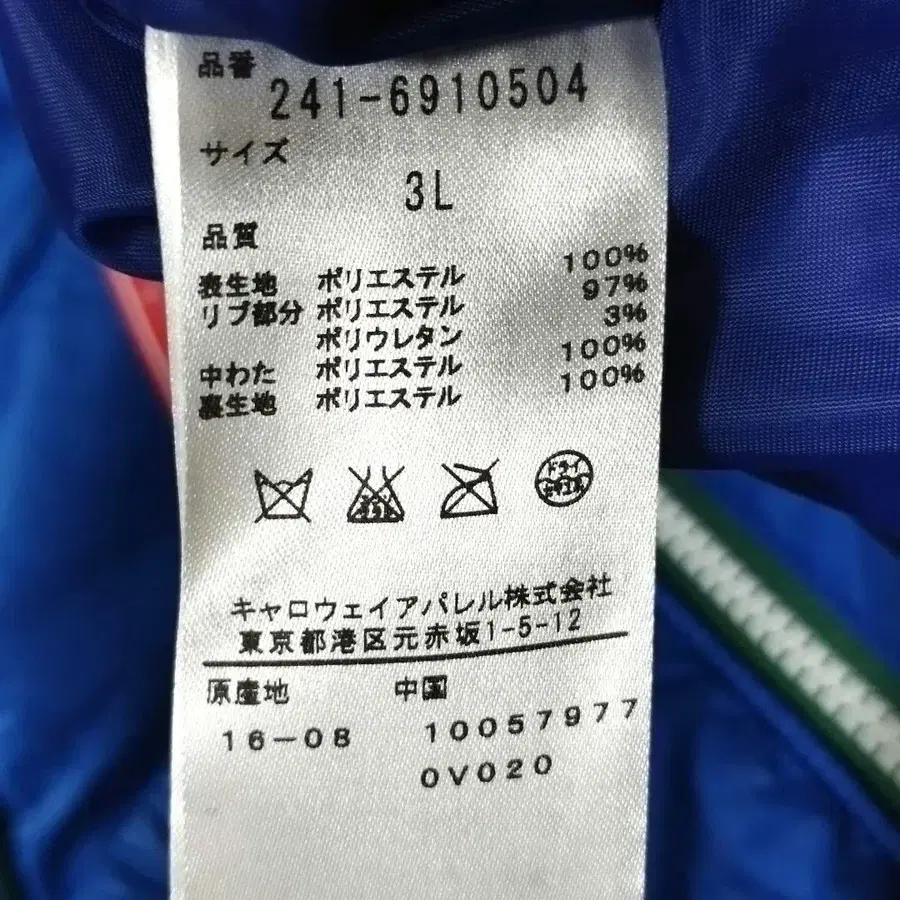 品番
241-6910504
サイズ
3L
品質
表生地 ポリエステル 100%
リブ部分 ポリエステル 97%
ポリウレタン 3%
中わた ポリエステル 100%
裏生地 ポリエステル 100%
ドライ
キャロウェイアパレル株式会社
東京都港区元赤坂1-5-12
原産地 中国
16-08 10057977
0V020